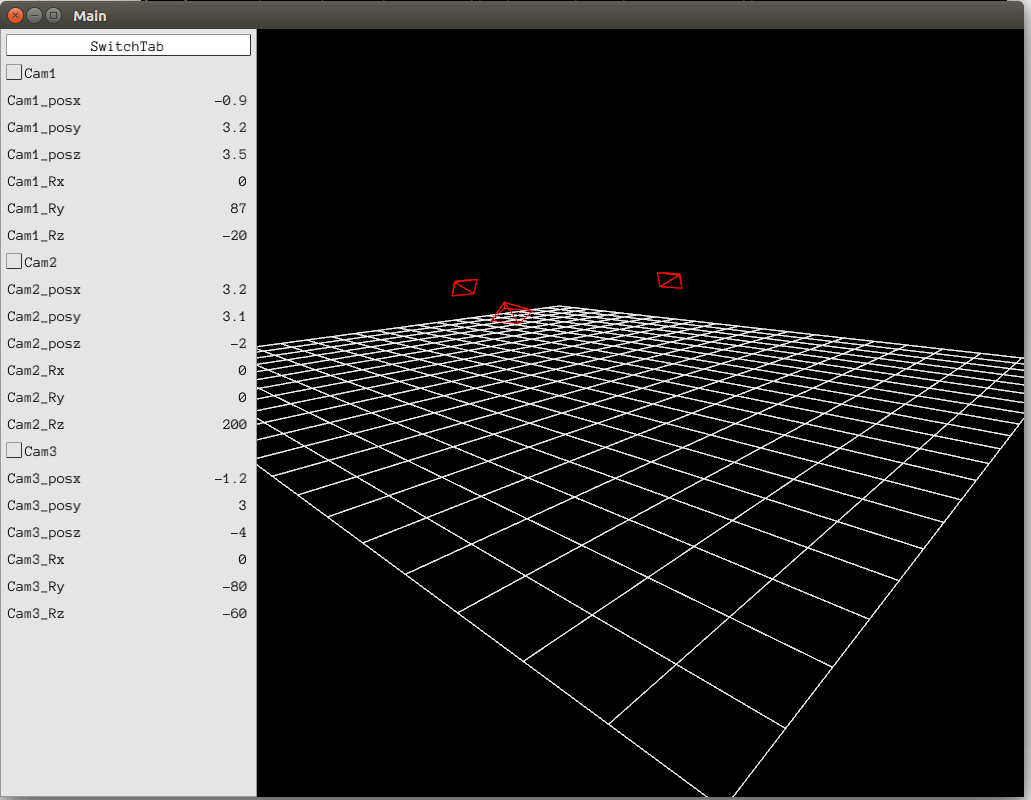 Main
SwitchTab
Cam1
Cam1_posx -0.9
Cam1_posy 3.2
Cam1_posz 3.5
Cam1_Rx 0
Cam1_Ry 87
Cam1_Rz -20
Cam2
Cam2_posx 3.2
Cam2_posy 3.1
Cam2_posz -2
Cam2_Rx 0
Cam2_Ry 0
Cam2_Rz 200
Cam3
Cam3_posx -1.2
Cam3_posy 3
Cam3_posz -4
Cam3_Rx 0
Cam3_Ry -80
Cam3_Rz -60